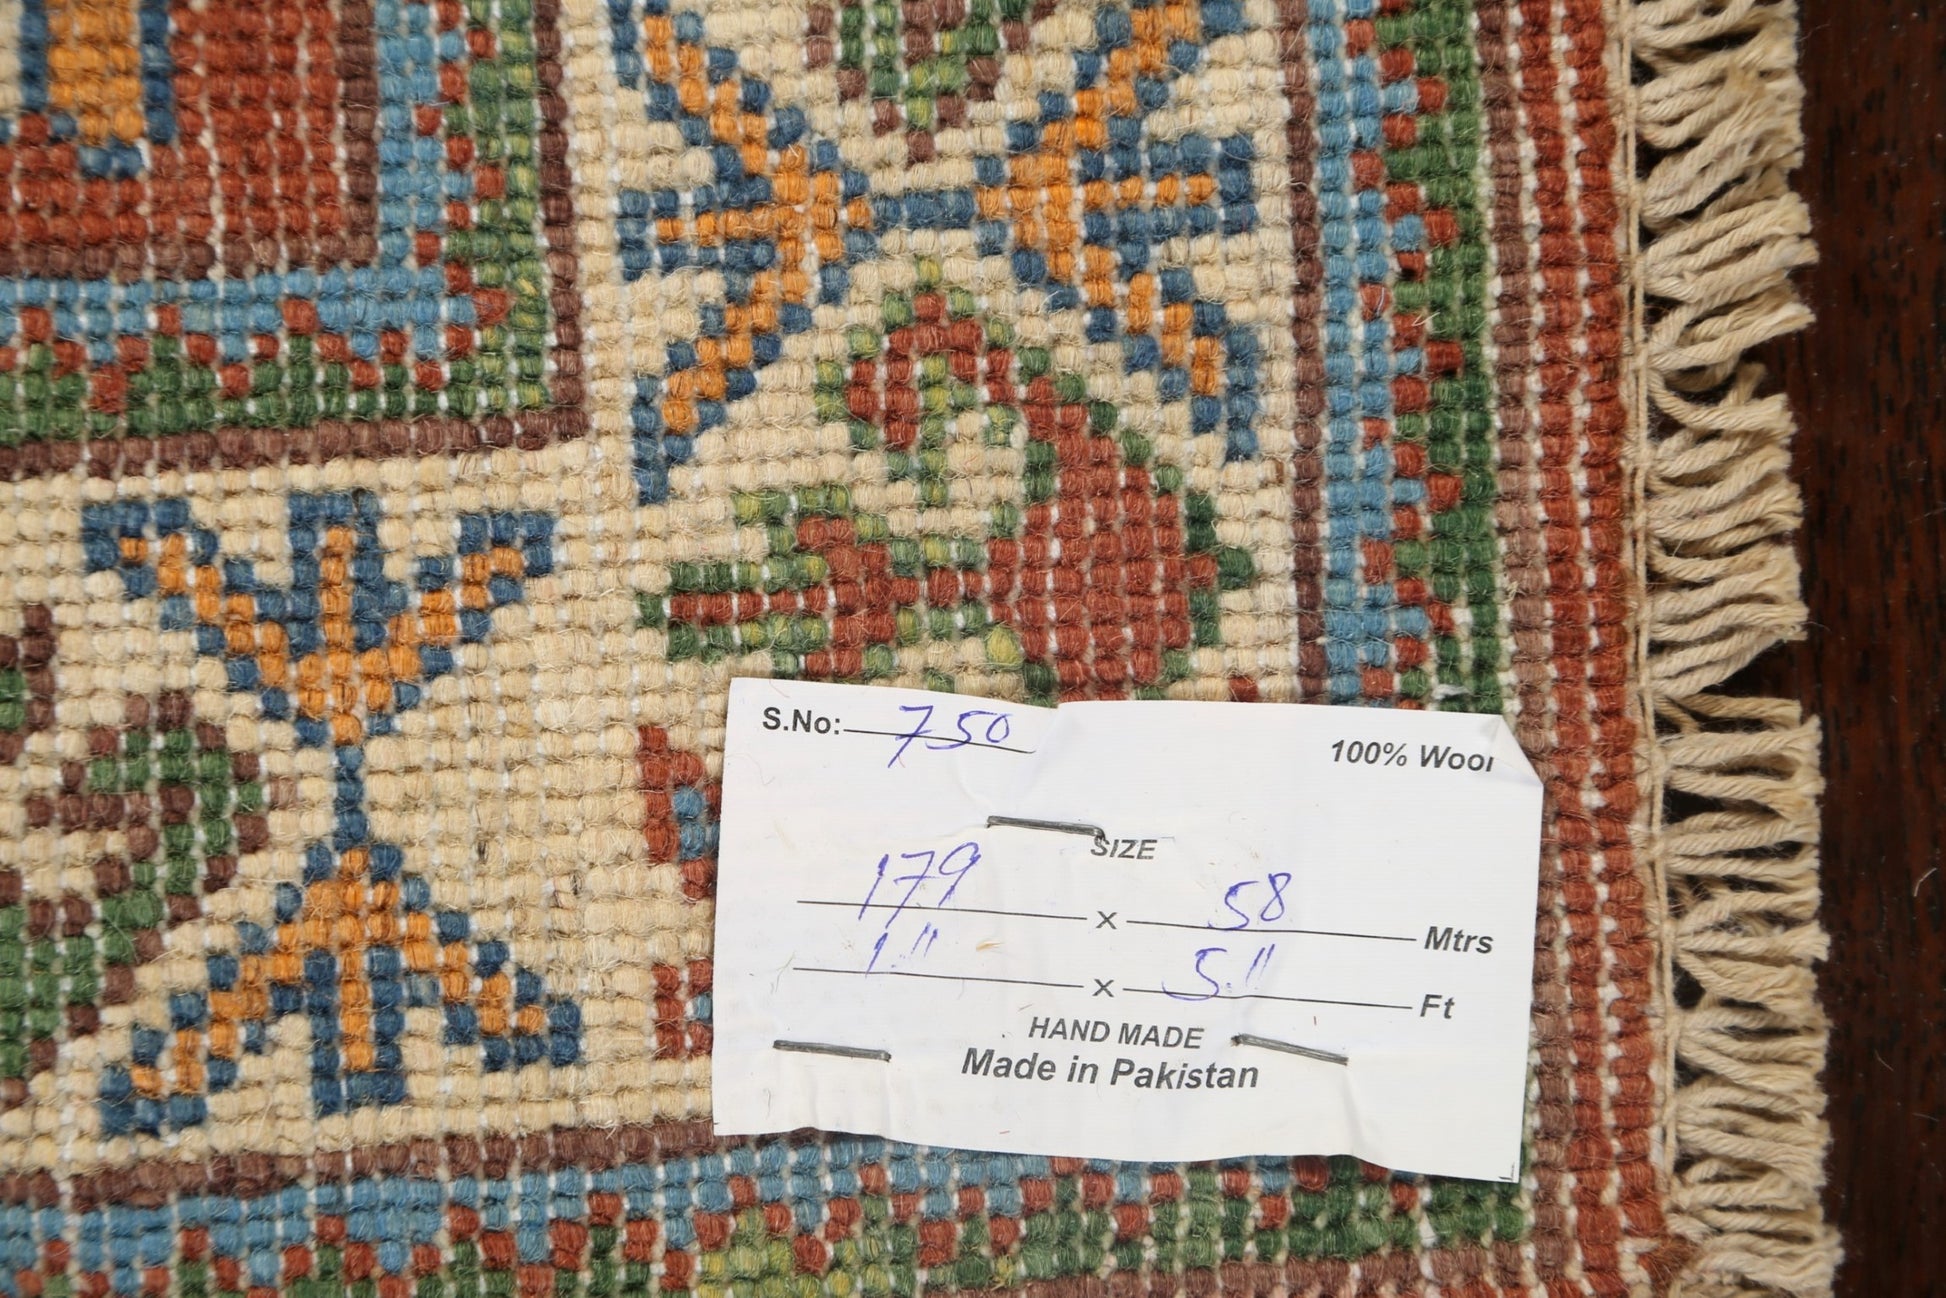 S.No: 750
100% Wool
SIZE
179 x 58 Mtrs
1.11 x 5.11 Ft
HAND MADE
Made in Pakistan